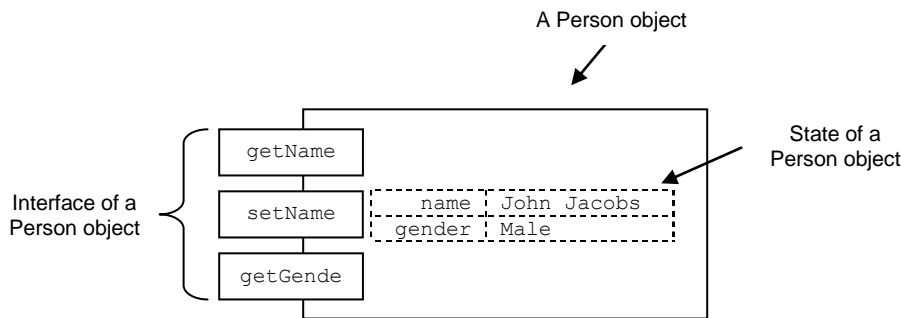 A Person object
State of a
Person object
getName
Interface of a
Person object
setName
name John Jacobs
gender Male
getGende